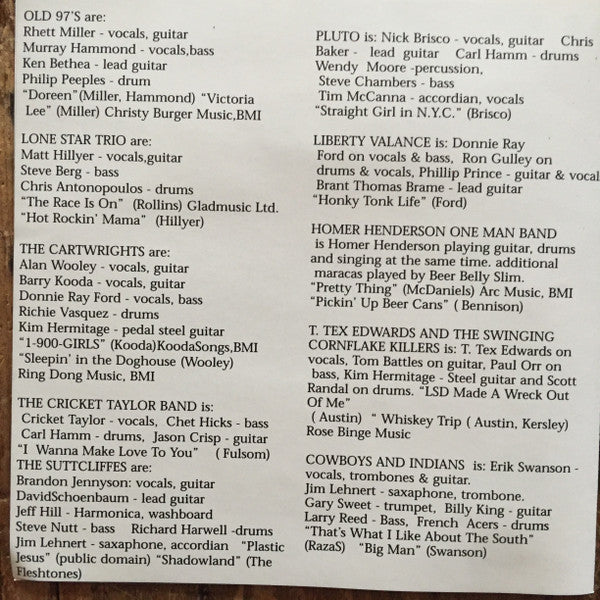 OLD 97'S are:
Rhett Miller - vocals, guitar
Murray Hammond - vocals,bass
Ken Bethea - lead guitar
Philip Peeples - drum
“Doreen”(Miller, Hammond) “Victoria
Lee” (Miller) Christy Burger Music,BMI
LONE STAR TRIO are:
Matt Hillyer - vocals,guitar
Steve Berg - bass
Chris Antonopoulos - drums
“The Race Is On” (Rollins) Gladmusic Ltd.
“Hot Rockin' Mama” (Hillyer)
THE CARTWRIGHTS are:
Alan Wooley - vocals, guitar
Barry Kooda - vocals, guitar
Donnie Ray Ford - vocals, bass
Richie Vasquez - drums
Kim Hermitage - pedal steel guitar
“1-900-GIRLS” (Kooda)KoodaSongs,BMI
“Sleepin' in the Doghouse (Wooley)
Ring Dong Music, BMI
THE CRICKET TAYLOR BAND is:
Cricket Taylor - vocals, Chet Hicks - bass
Carl Hamm - drums, Jason Crisp - guitar
“I Wanna Make Love To You” (Fulsom)
THE SUTTCLIFFES are:
Brandon Jennyson: vocals, guitar
DavidSchoenbaum - lead guitar
Jeff Hill - Harmonica, washboard
Steve Nutt - bass Richard Harwell -drums
Jim Lehnert - saxaphone, accordian “Plastic
Jesus” (public domain) “Shadowland” (The
Fleshtones)
PLUTO is: Nick Brisco - vocals, guitar Chris
Baker - lead guitar Carl Hamm - drums
Wendy Moore -percussion,
Steve Chambers - bass
Tim McCanna - accordian, vocals
“Straight Girl in N.Y.C.” (Brisco)
LIBERTY VALANCE is: Donnie Ray
Ford on vocals & bass, Ron Gulley on
drums & vocals, Phillip Prince - guitar & vocal
Brant Thomas Brame - lead guitar
“Honky Tonk Life” (Ford)
HOMER HENDERSON ONE MAN BAND
is Homer Henderson playing guitar, drums
and singing at the same time. additional
maracas played by Beer Belly Slim.
“Pretty Thing” (McDaniels) Arc Music, BMI
“Pickin' Up Beer Cans” ( Bennison)
T. TEX EDWARDS AND THE SWINGING
CORNFLAKE KILLERS is: T. Tex Edwards on
vocals, Tom Battles on guitar, Paul Orr on
bass, Kim Hermitage - Steel guitar and Scott
Randal on drums. “LSD Made A Wreck Out
Of Me”
( Austin) “ Whiskey Trip ( Austin, Kersley)
Rose Binge Music
COWBOYS AND INDIANS is: Erik Swanson -
vocals, trombones & guitar.
Jim Lehnert - saxaphone, trombone.
Gary Sweet - trumpet, Billy King - guitar
Larry Reed - Bass, French Acers - drums
“That's What I Like About The South”
(RazaS) “Big Man” (Swanson)